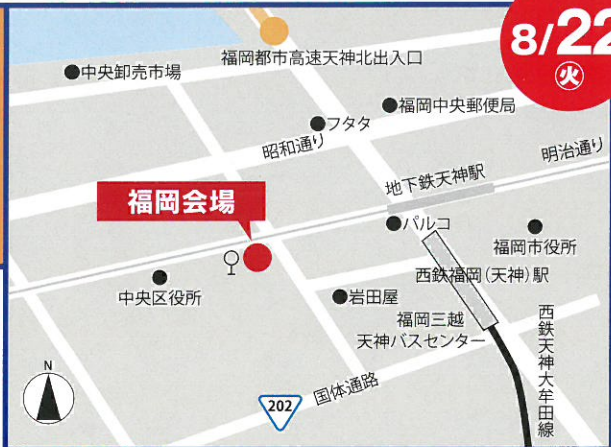 8/22
火
福岡都市高速天神北出入口
中央卸売市場
福岡中央郵便局
フタタ
昭和通り
明治通り
地下鉄天神駅
福岡会場
パルコ
福岡市役所
西鉄福岡(天神)駅
中央区役所
岩田屋
福岡三越
天神バスセンター
西鉄天神大牟田線
N
202
国体通路